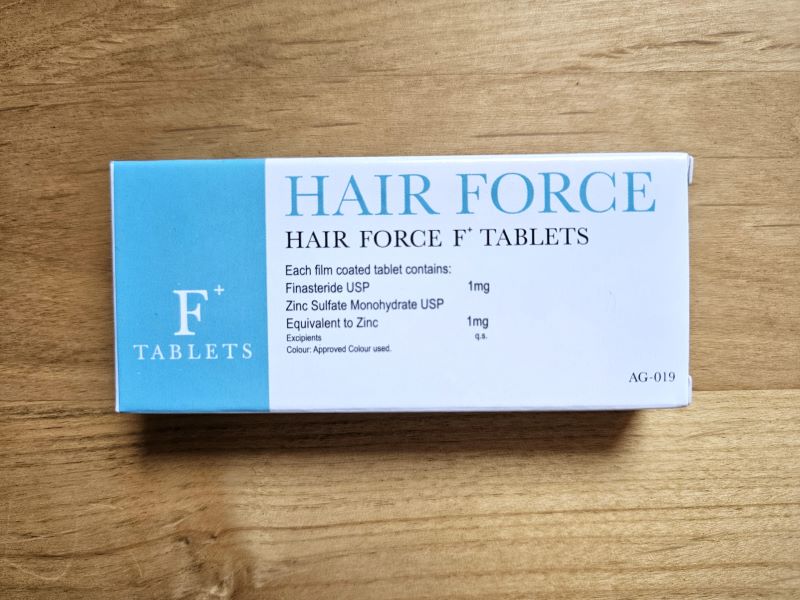 F+
TABLETS
HAIR FORCE
HAIR FORCE F+ TABLETS
Each film coated tablet contains:
Finasteride USP 1mg
Zinc Sulfate Monohydrate USP
Equivalent to Zinc 1mg
Excipients q.s.
Colour: Approved Colour used.
AG-019